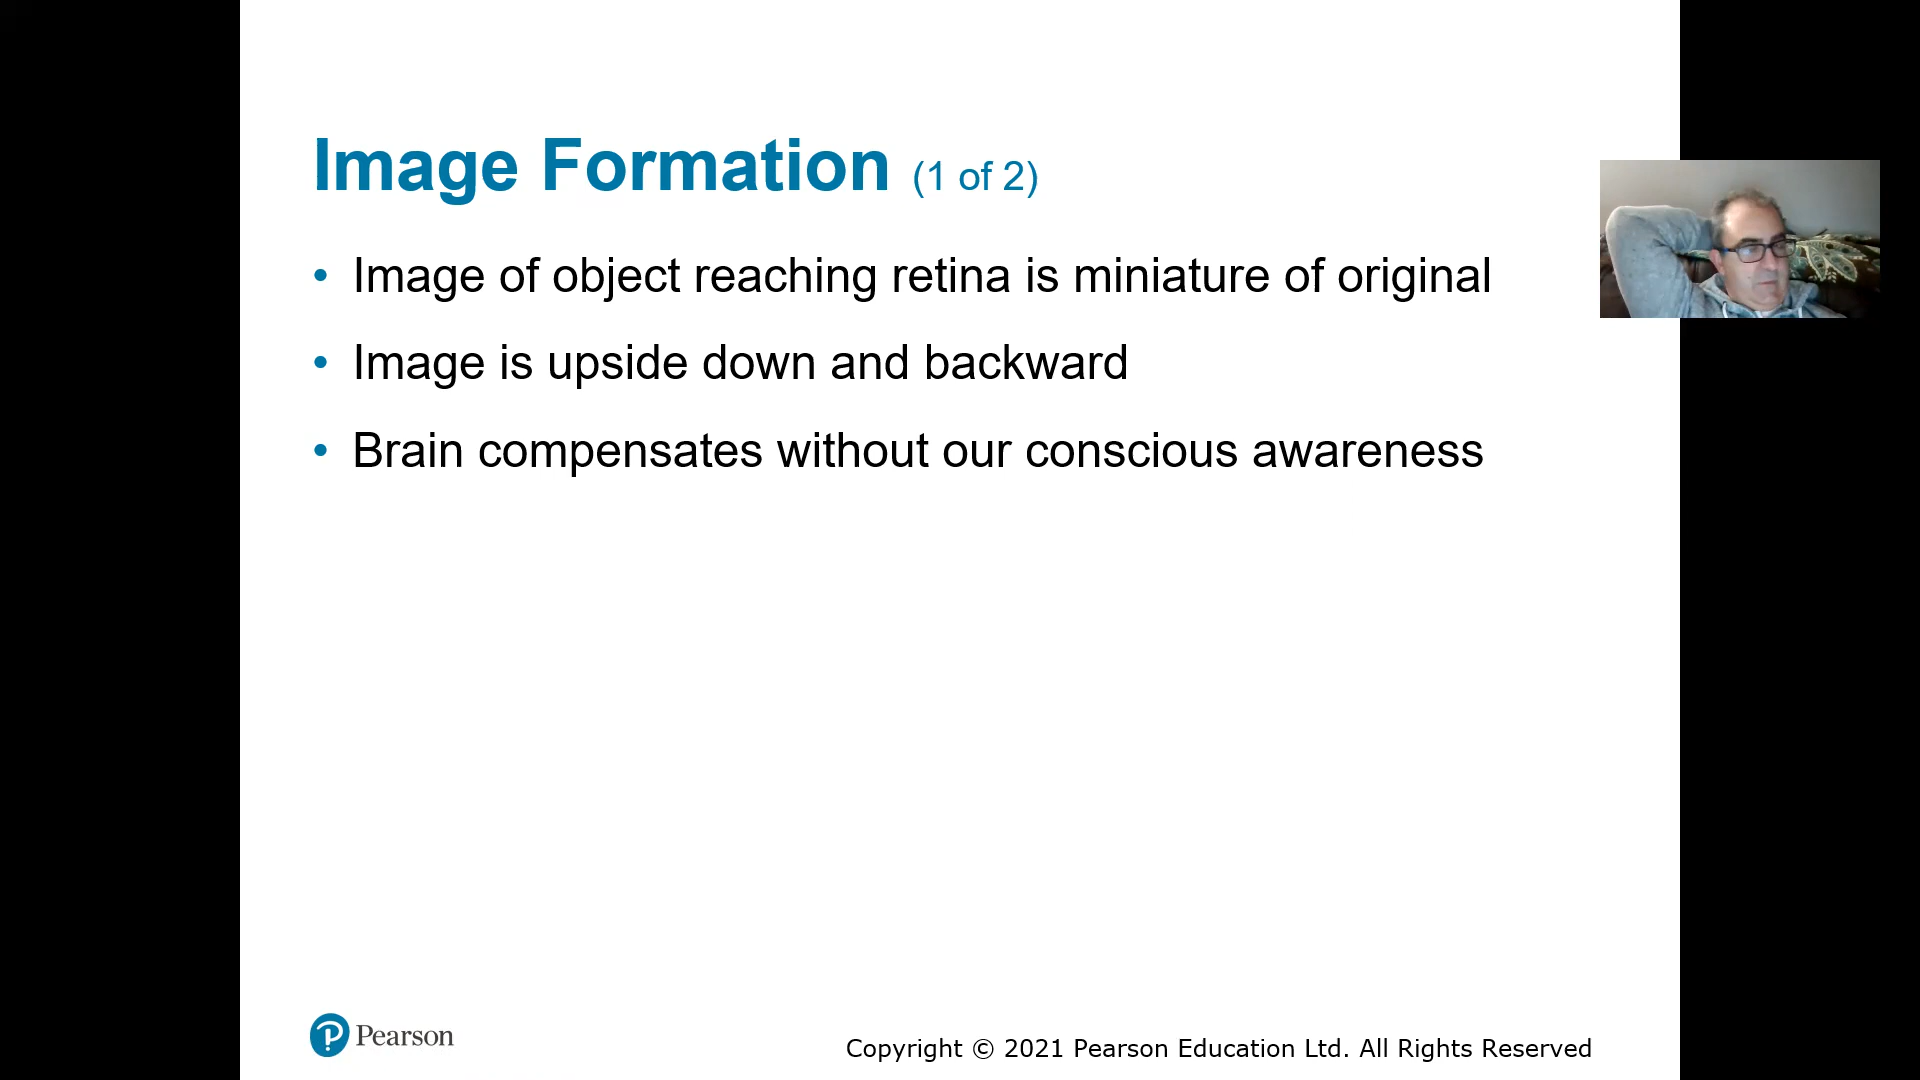 Image Formation (1 of 2)
• Image of object reaching retina is miniature of original
• Image is upside down and backward
• Brain compensates without our conscious awareness
Pearson
Copyright © 2021 Pearson Education Ltd. All Rights Reserved